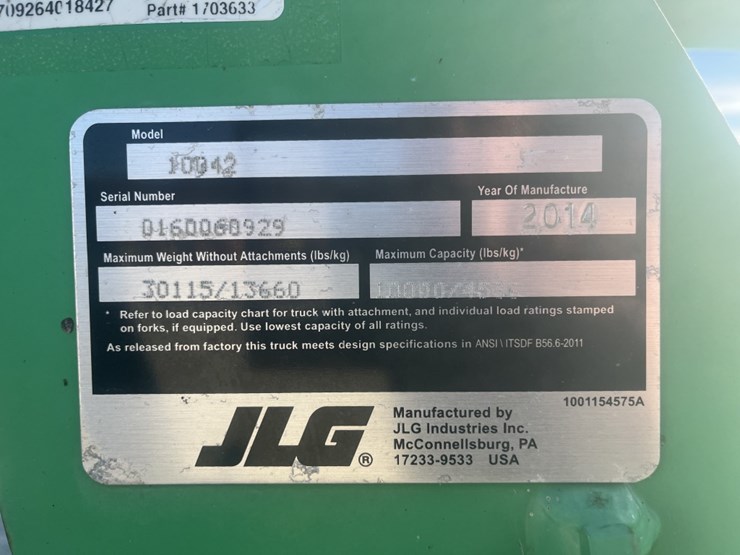 709264018427 Part# 1703633
Model
10042
Serial Number
Year Of Manufacture
0160060929
2014
Maximum Weight Without Attachments (lbs/kg)
Maximum Capacity (lbs/kg)*
30115/13660
* Refer to load capacity chart for truck with attachment, and individual load ratings stamped
on forks, if equipped. Use lowest capacity of all ratings.
As released from factory this truck meets design specifications in ANSI \ ITSDF B56.6-2011
1001154575A
JLG ®
Manufactured by
JLG Industries Inc.
McConnellsburg, PA
17233-9533 USA